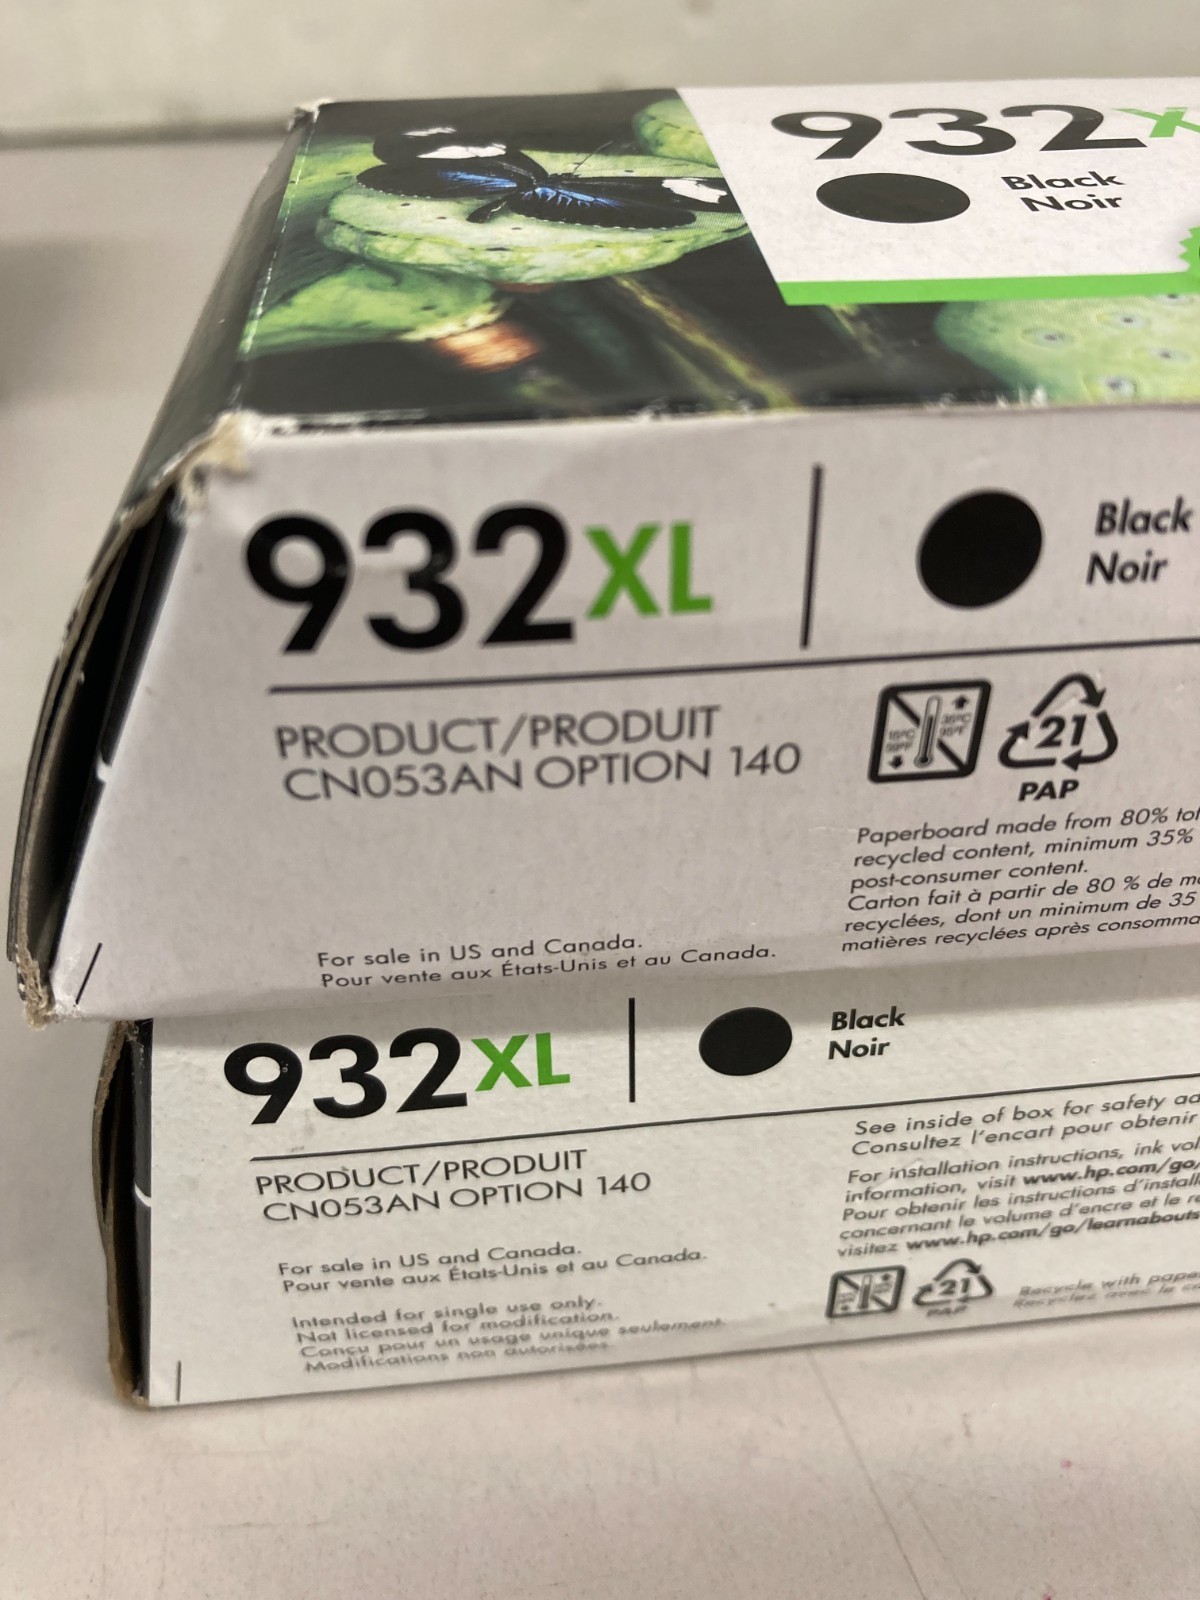 932X
Black
Noir
932XL
Black
Noir
PRODUCT/PRODUIT
CN053AN OPTION 140
21
PAP
Paperboard made from 80%
recycled content, minimum 35%
post-consumer content.
Carton fait à partir de 80 % de
recyclées, dont un minimum de 35
matières recyclées après
For sale in US and Canada.
Pour vente aux États-Unis et au Canada.
932XL
Black
Noir
PRODUCT/PRODUIT
CN053AN OPTION 140
See inside of box for safety
Consultez l'encart pour obtenir
For installation instructions, ink
information, visit www.hp.com/go/
Pour obtenir les instructions
concernant le volume d'encre et le
visitez www.hp.com/go/learnabouts
For sale in US and Canada.
Pour vente aux États-Unis et au Canada.
Intended for single use only.
Not licensed for modification.
Conçu pour un usage unique seulement.
Modifications non autorisées.
21
PAP
Recycle with